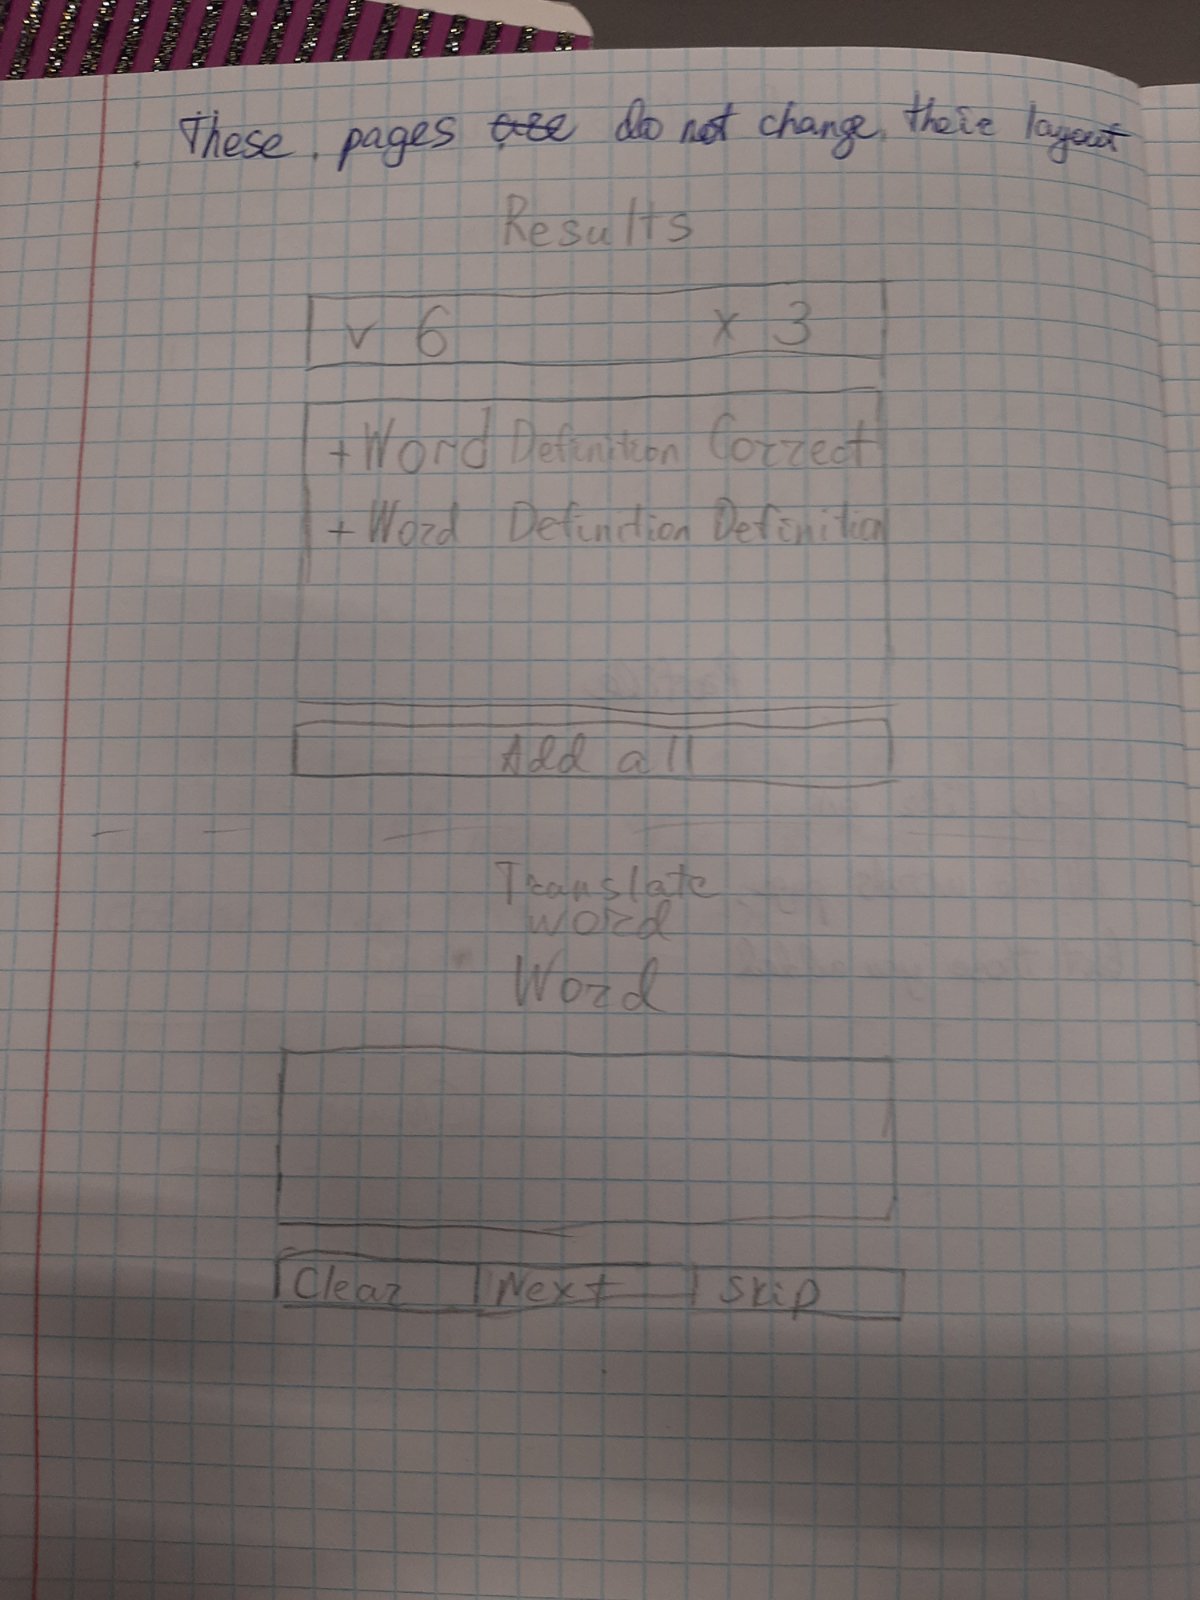 These pages are do not change their layout
Results
v 6 x 3
+ Word Definition Correct
+ Word Definition Definition
Add all
Translate
word
Word
Clear Next Skip